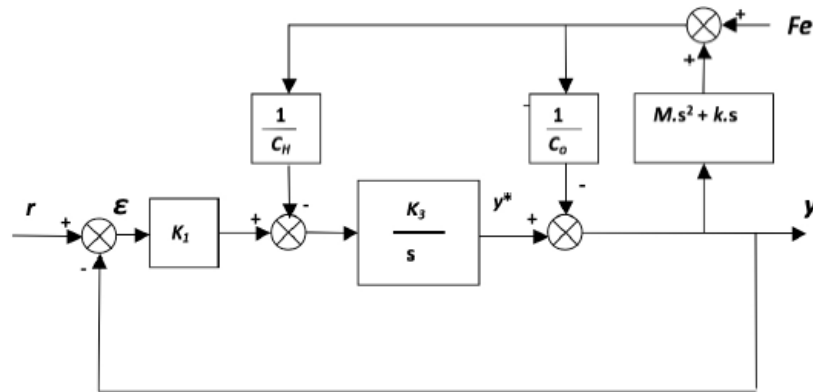 + Fe
+
-
1
C_H
1
C_o
M.s² + k.s
- -
r + ε K₁ + K₃ y* + y
s
-